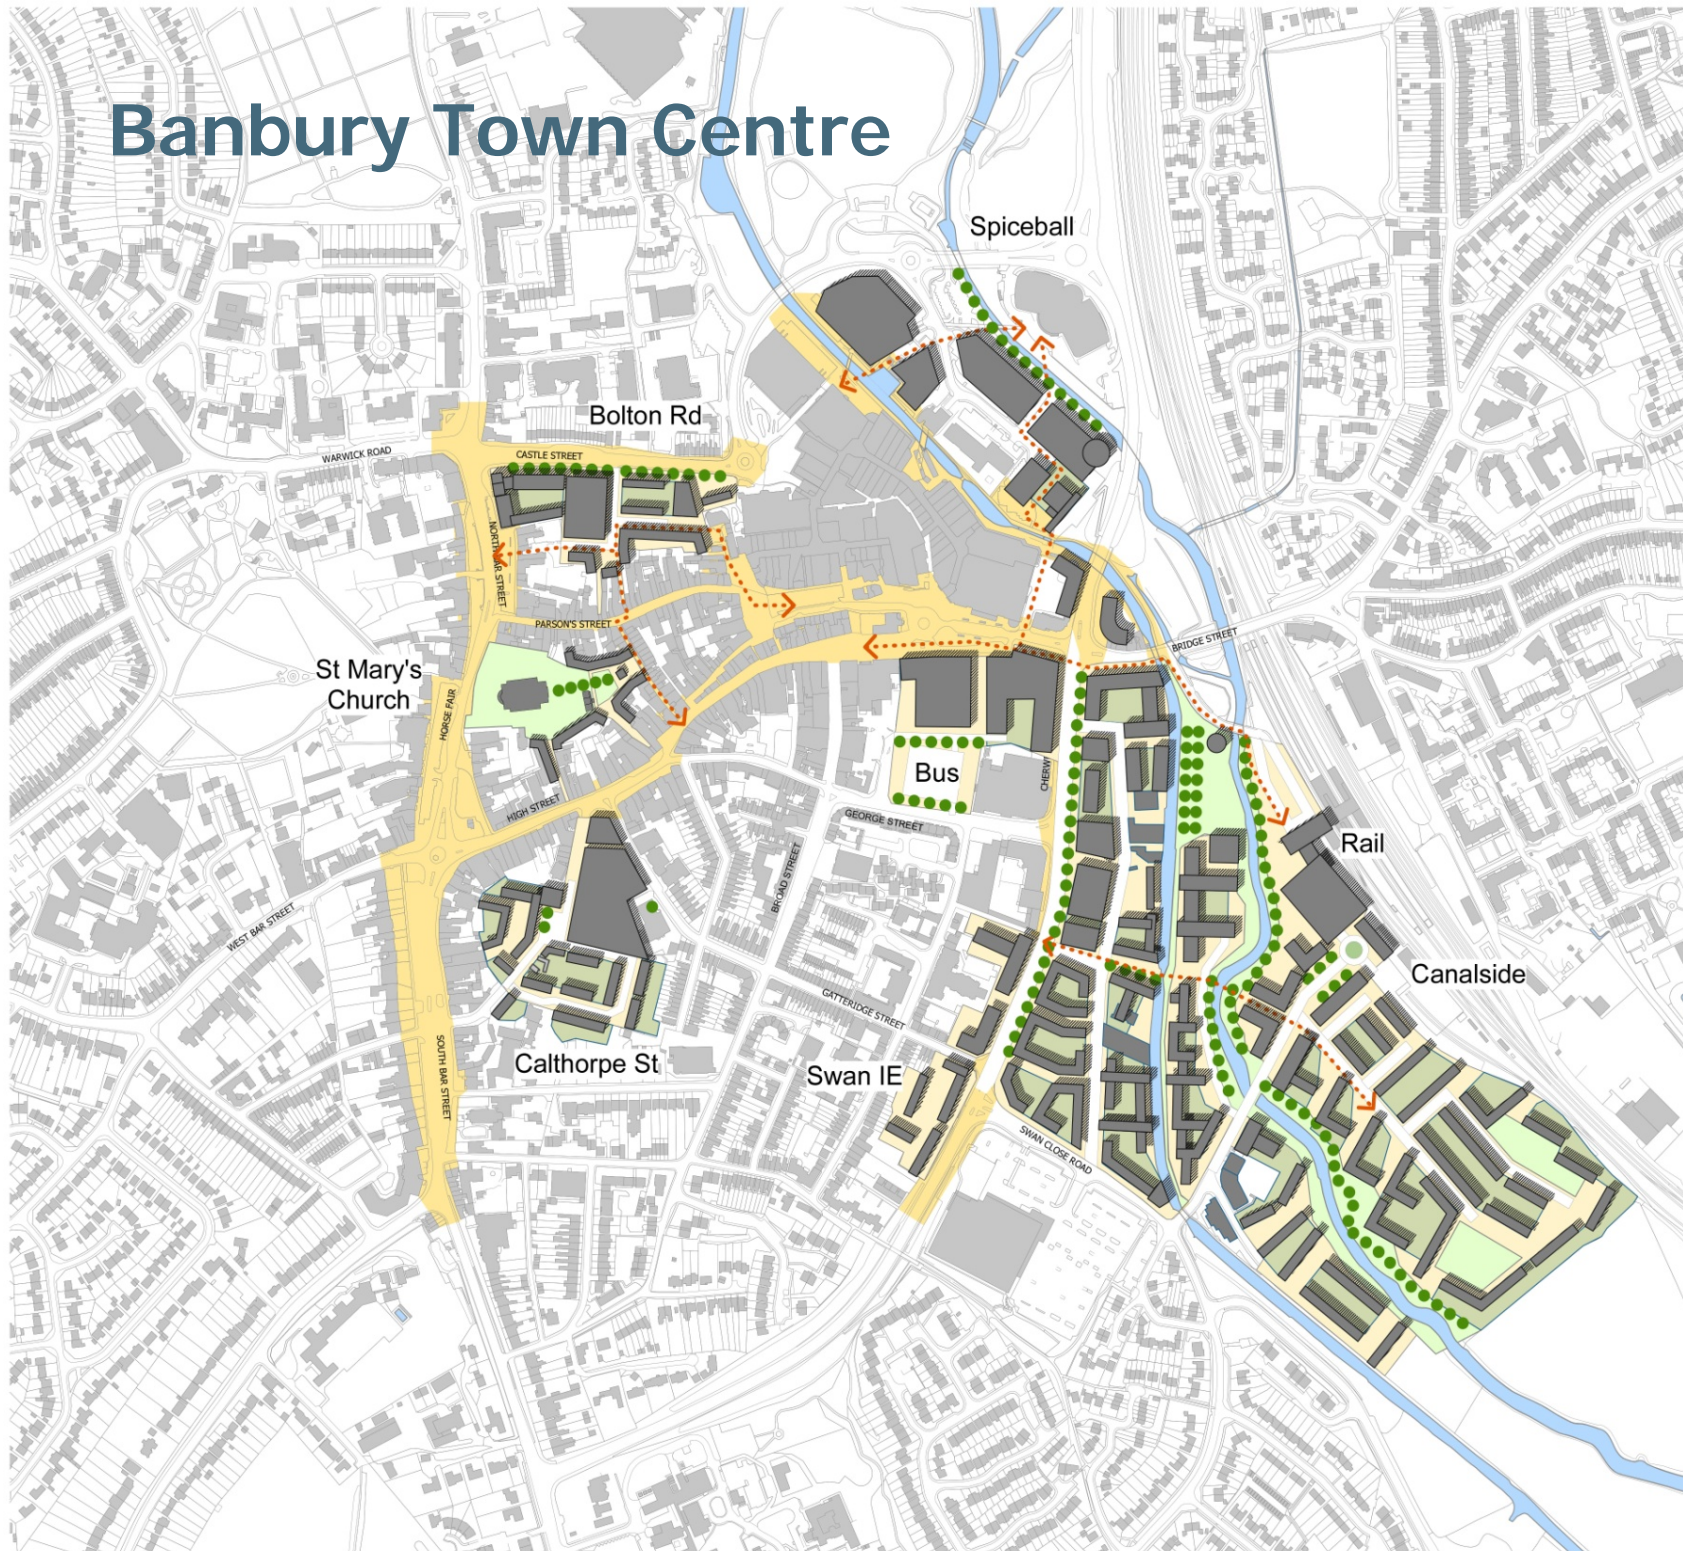 Banbury Town Centre
Spiceball
Bolton Rd
WARWICK ROAD
CASTLE STREET
NORTH BAR STREET
PARSON'S STREET
BRIDGE STREET
St Mary's
Church
HORSE FAIR
Bus
CHERW
HIGH STREET
GEORGE STREET
Rail
BROAD STREET
WEST BAR STREET
Canalside
GATTERIDGE STREET
Calthorpe St
Swan IE
SOUTH BAR STREET
SWAN CLOSE ROAD